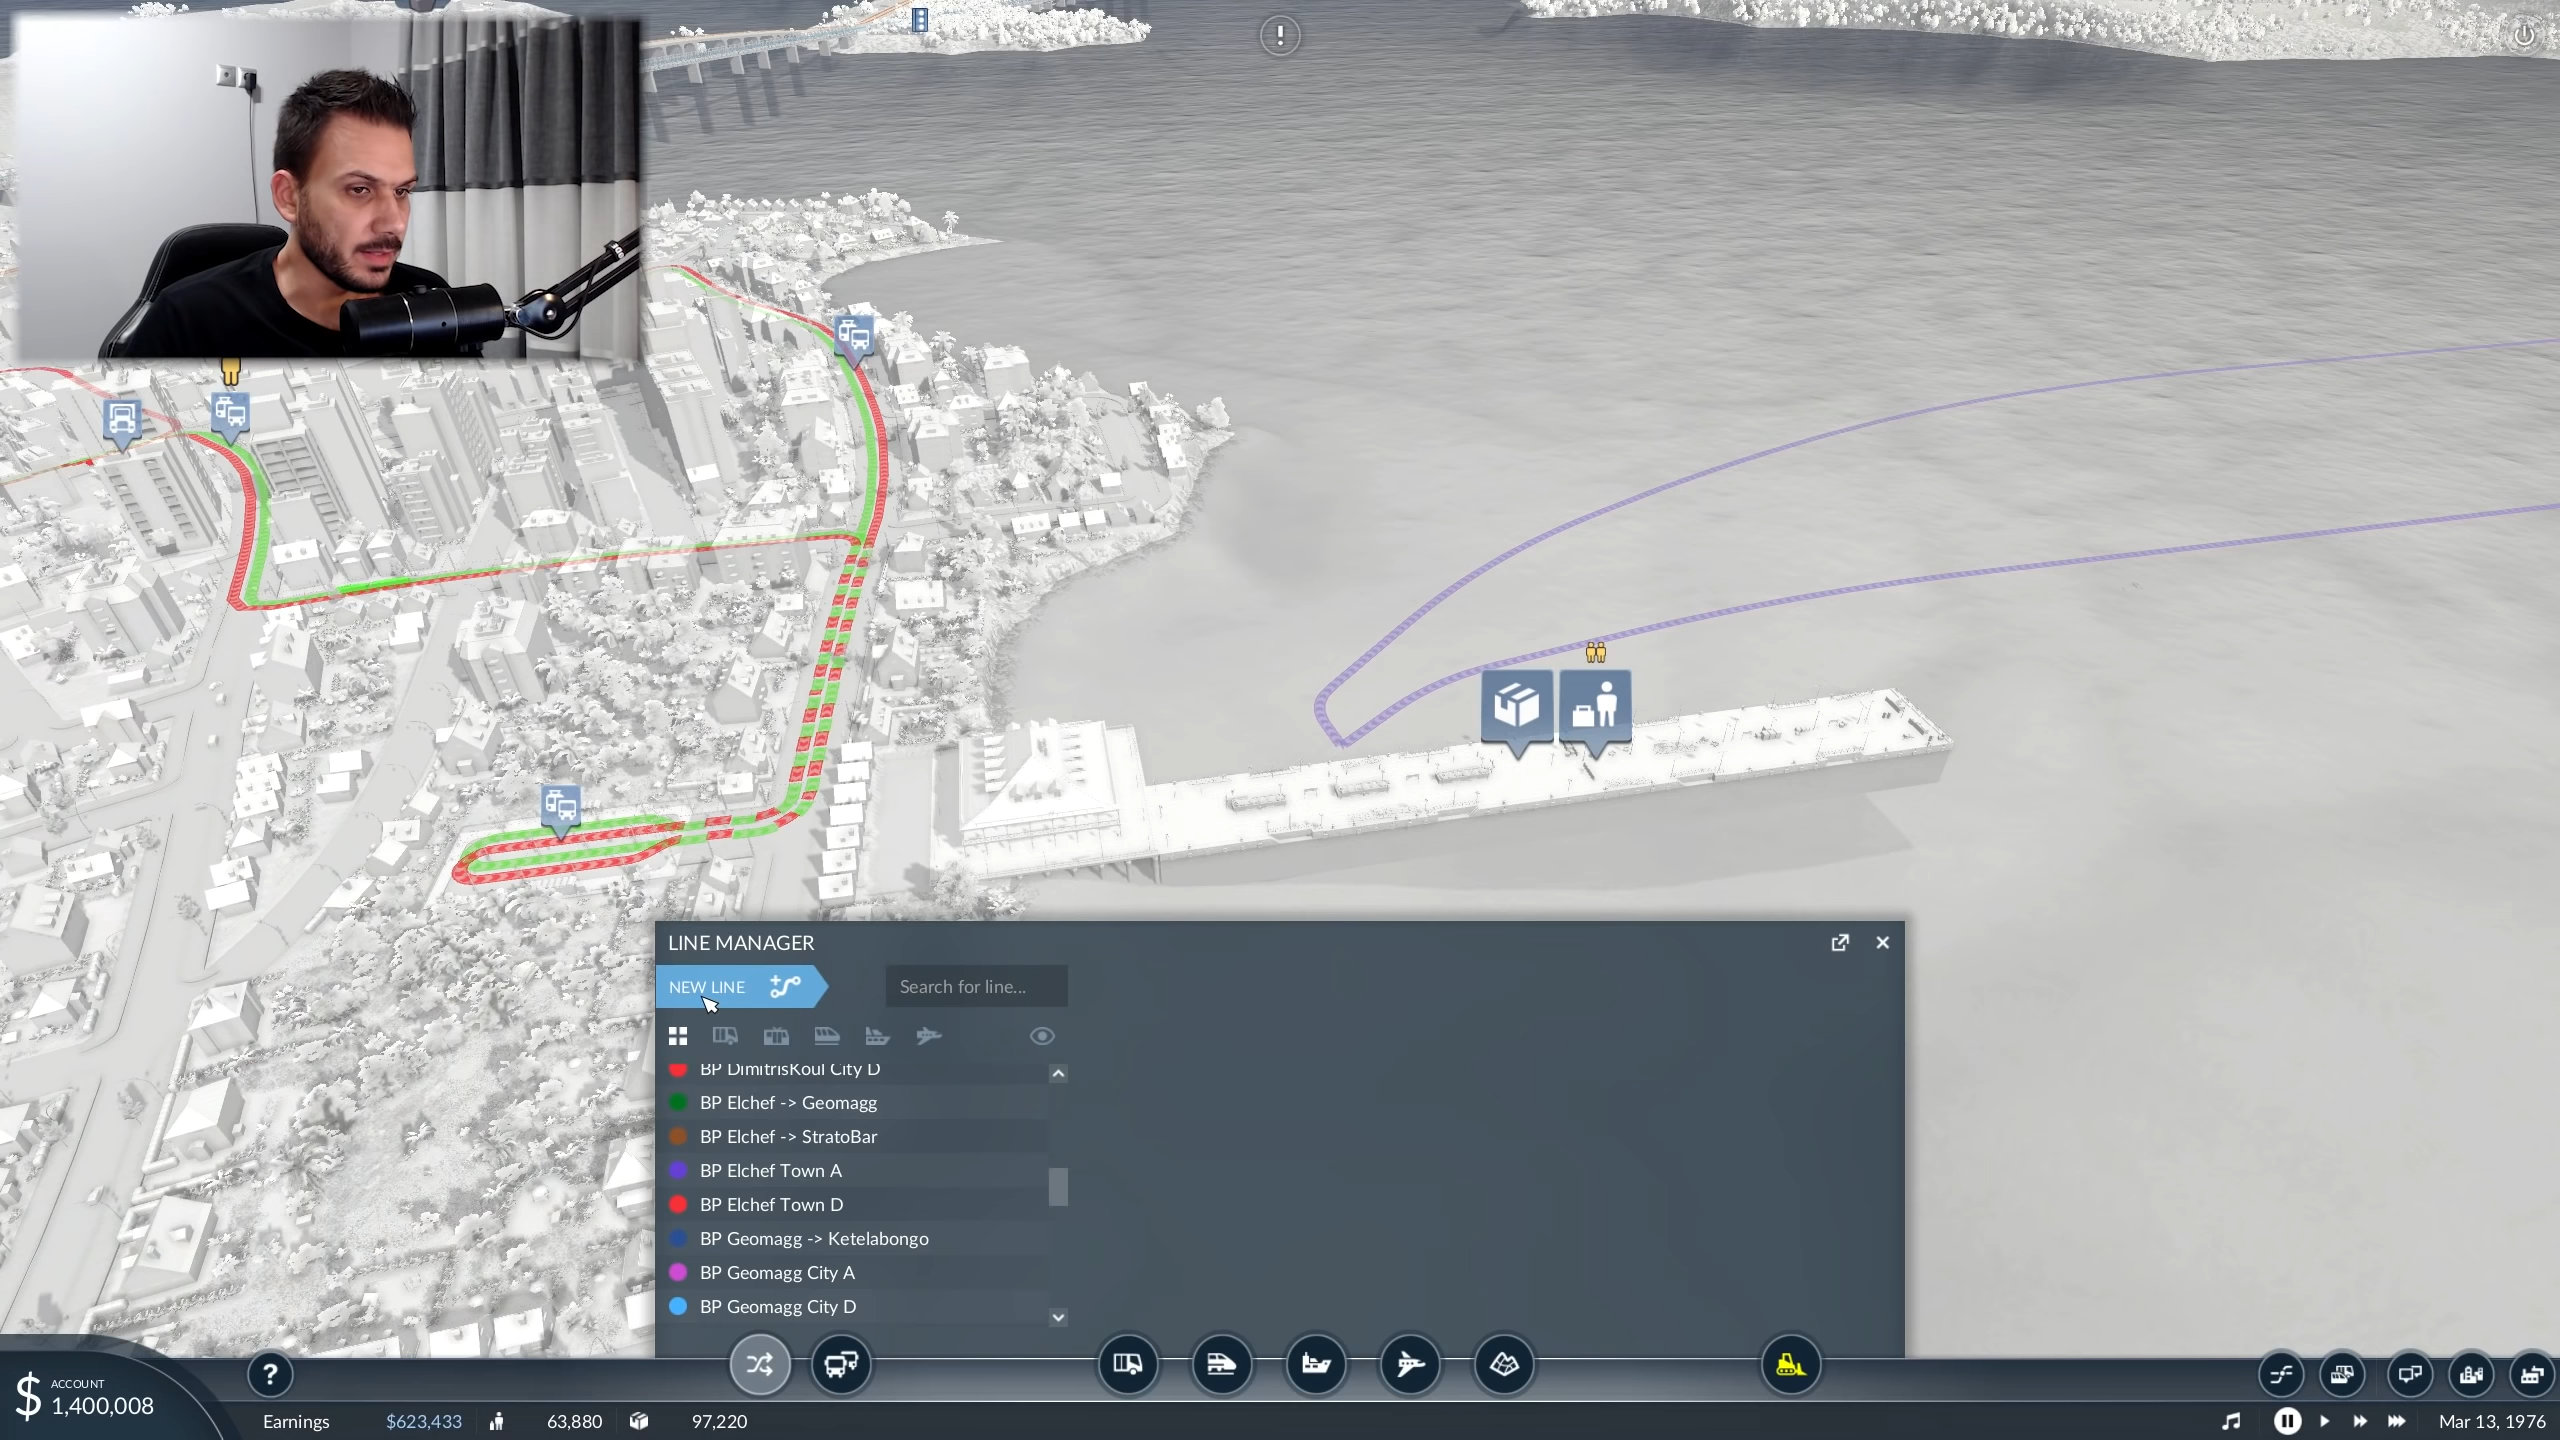 LINE MANAGER
NEW LINE
Search for line...
BP DimitrisKoul City D
BP Elchef -> Geomagg
BP Elchef -> StratoBar
BP Elchef Town A
BP Elchef Town D
BP Geomagg -> Ketelabongo
BP Geomagg City A
BP Geomagg City D
?
$ ACCOUNT
1,400,008
Earnings $623,433 63,880 97,220
Mar 13, 1976